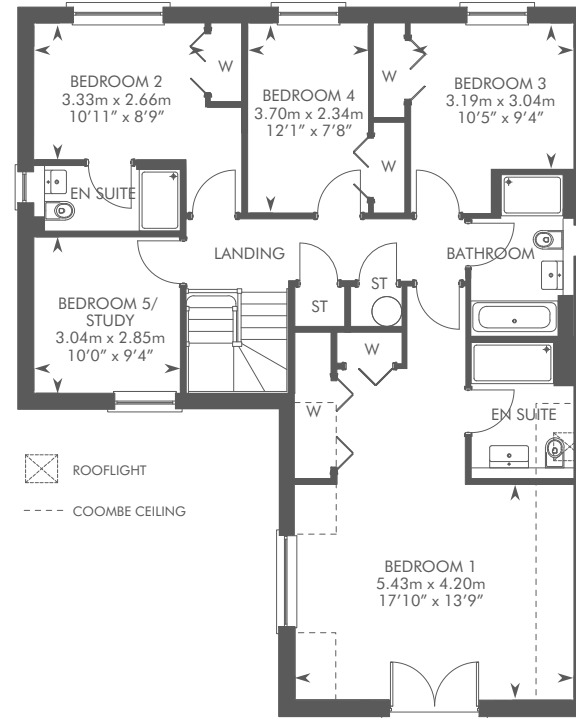 BEDROOM 2
3.33m x 2.66m
10'11" x 8'9"
W
BEDROOM 4
3.70m x 2.34m
12'1" x 7'8"
W
W
BEDROOM 3
3.19m x 3.04m
10'5" x 9'4"
EN SUITE
LANDING
BATHROOM
BEDROOM 5/
STUDY
3.04m x 2.85m
10'0" x 9'4"
ST
ST
W
W
EN SUITE
ROOFLIGHT
COOMBE CEILING
BEDROOM 1
5.43m x 4.20m
17'10" x 13'9"